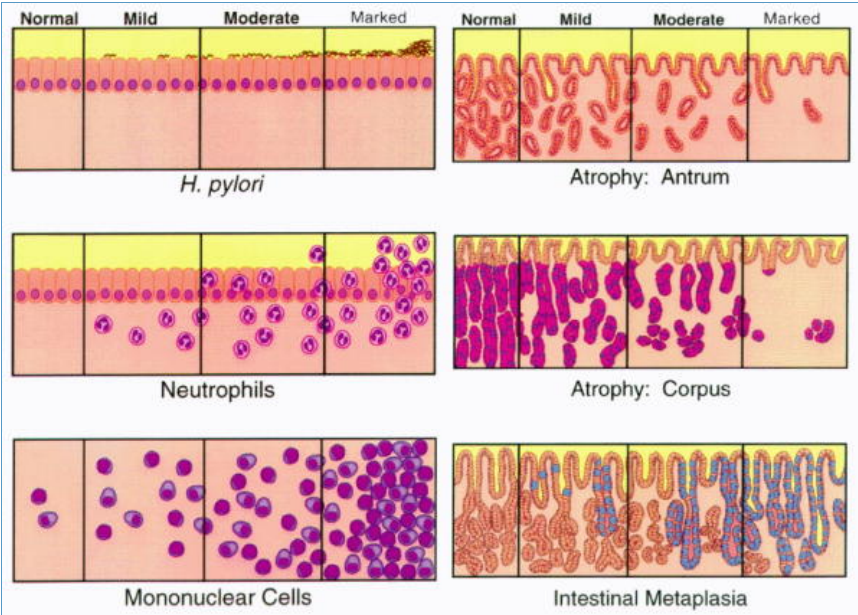 Normal Mild Moderate Marked
H. pylori
Neutrophils
Mononuclear Cells
Normal Mild Moderate Marked
Atrophy: Antrum
Atrophy: Corpus
Intestinal Metaplasia